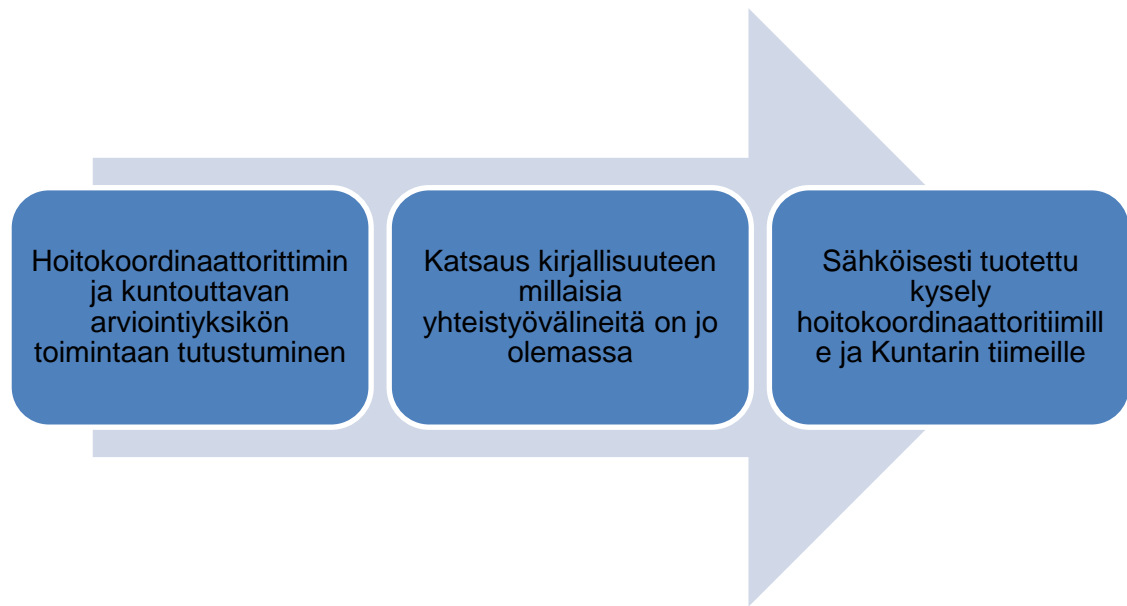 Hoitokoordinaattorittimin
ja kuntouttavan
arviointiyksikön
toimintaan tutustuminen
Katsaus kirjallisuuteen
millaisia
yhteistyövälineitä on jo
olemassa
Sähköisesti tuotettu
kysely
hoitokoordinaattoritiimill
e ja Kuntarin tiimeille